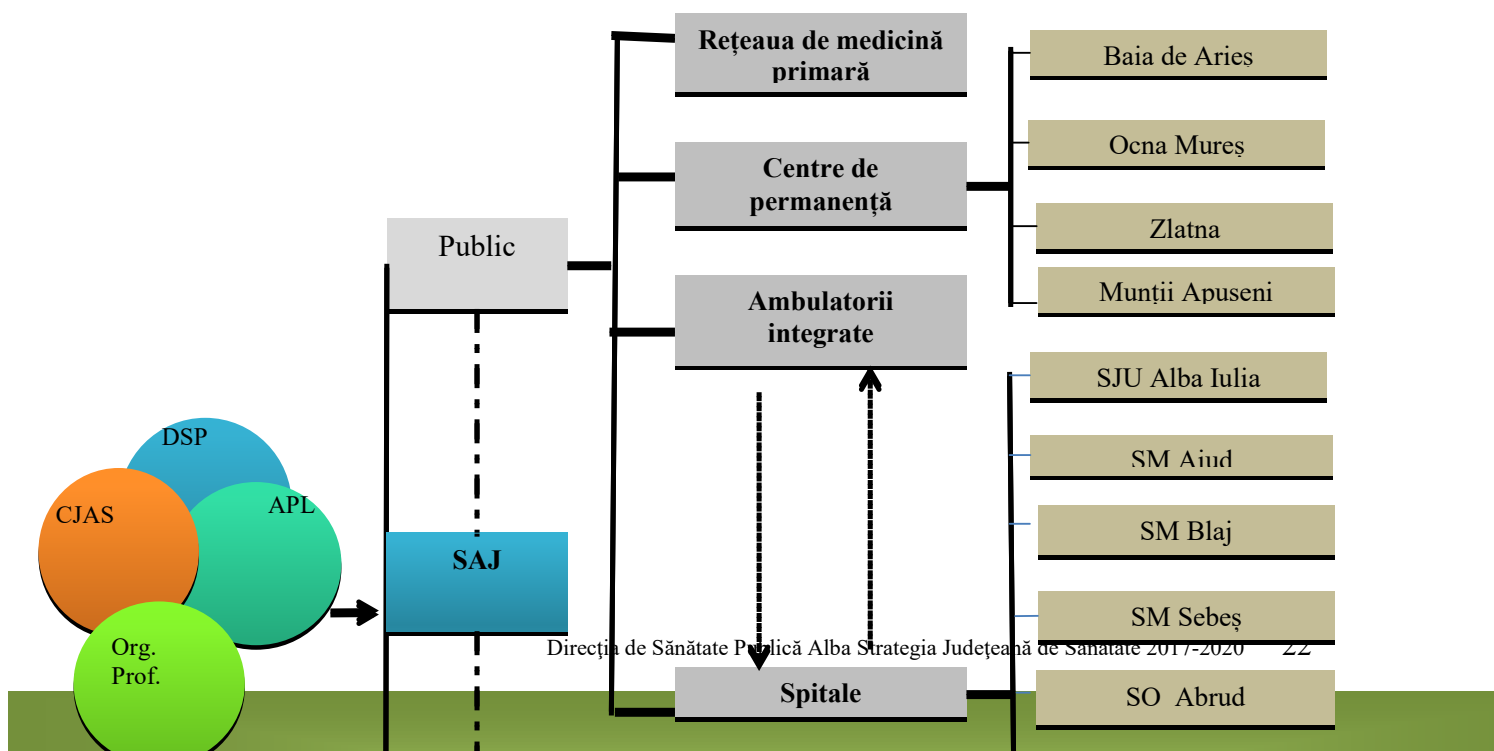 Rețeaua de medicină
primară
Centre de
permanență
Ambulatorii
integrate
Spitale
Baia de Arieș
Ocna Mureș
Zlatna
Munții Apuseni
SJU Alba Iulia
SM Aiud
SM Blaj
SM Sebeș
SO Abrud
Public
SAJ
DSP
CJAS
APL
Org.
Prof.
Direcția de Sănătate Publică Alba Strategia Județeană de Sănătate 2017-2020 22